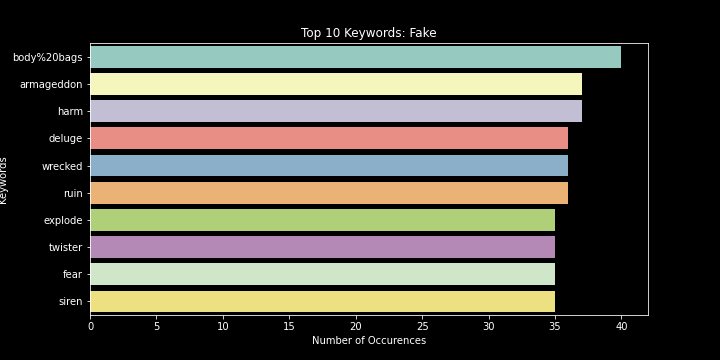 Top 10 Keywords: Fake
Keywords
body%20bags
armageddon
harm
deluge
wrecked
ruin
explode
twister
fear
siren
0 5 10 15 20 25 30 35 40
Number of Occurences